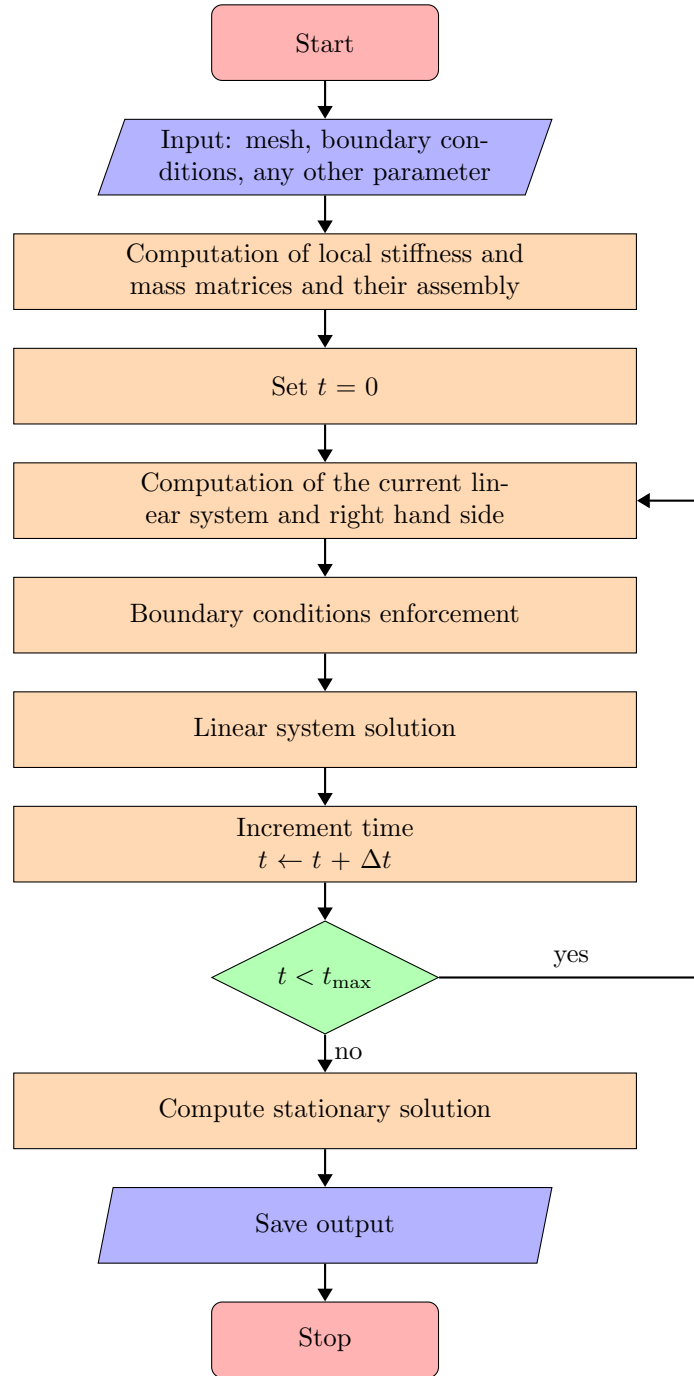 Start
Input: mesh, boundary con-
ditions, any other parameter
Computation of local stiffness and
mass matrices and their assembly
Set t = 0
Computation of the current lin-
ear system and right hand side
Boundary conditions enforcement
Linear system solution
Increment time
t ← t + Δt
t < t_max
yes
no
Compute stationary solution
Save output
Stop